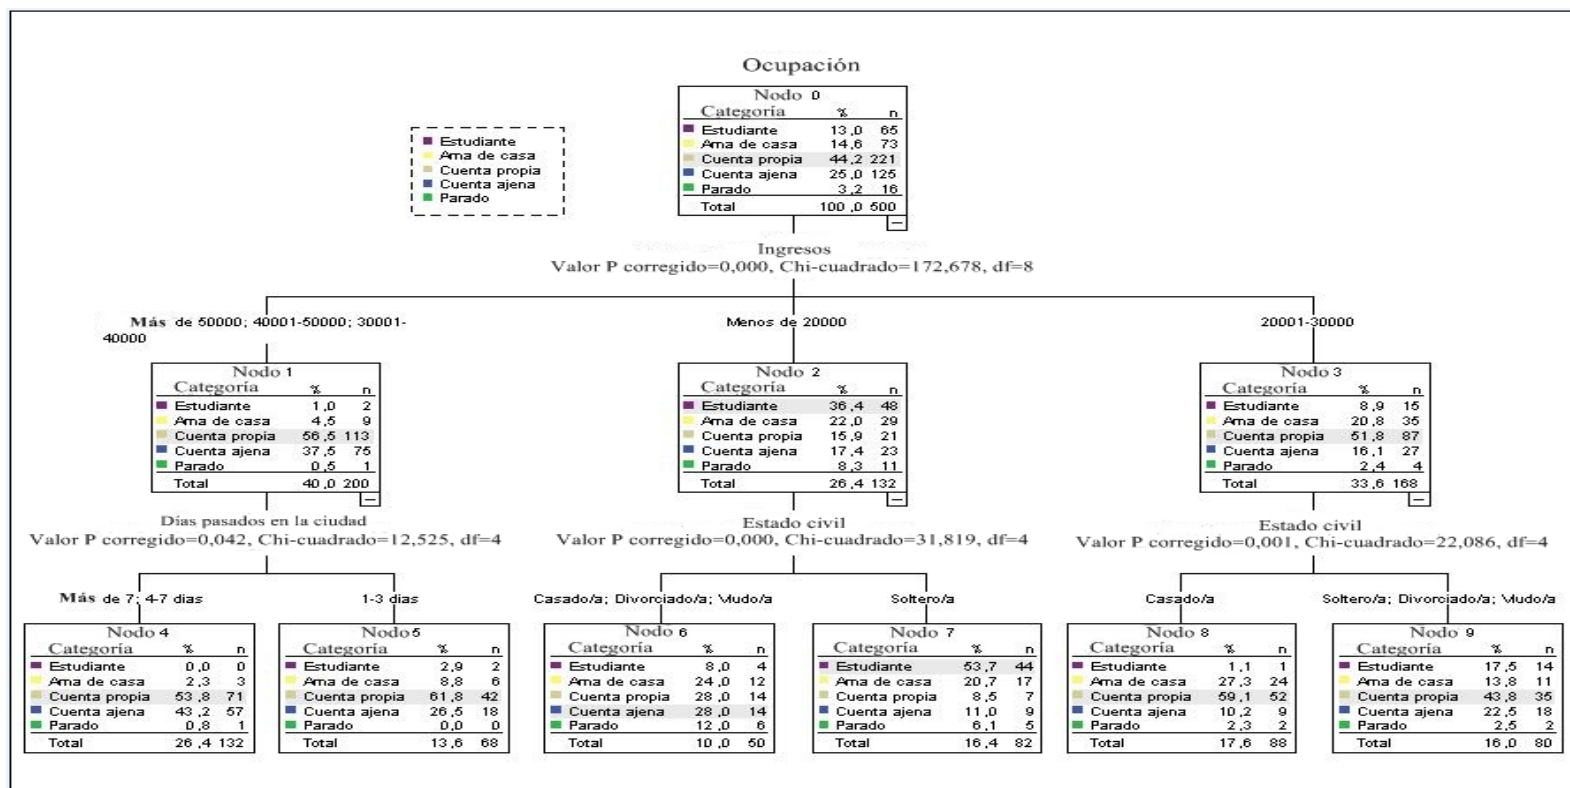 Ocupación
Nodo 0
Categoría % n
Estudiante 13,0 65
Ama de casa 14,6 73
Cuenta propia 44,2 221
Cuenta ajena 25,0 125
Parado 3,2 16
Total 100,0 500
Estudiante
Ama de casa
Cuenta propia
Cuenta ajena
Parado
Ingresos
Valor P corregido=0,000, Chi-cuadrado=172,678, df=8
Más de 50000; 40001-50000; 30001-
40000
Menos de 20000
20001-30000
Nodo 1
Categoría % n
Estudiante 1,0 2
Ama de casa 4,5 9
Cuenta propia 56,5 113
Cuenta ajena 37,5 75
Parado 0,5 1
Total 40,0 200
Nodo 2
Categoría % n
Estudiante 36,4 48
Ama de casa 22,0 29
Cuenta propia 15,9 21
Cuenta ajena 17,4 23
Parado 8,3 11
Total 26,4 132
Nodo 3
Categoría % n
Estudiante 8,9 15
Ama de casa 20,8 35
Cuenta propia 51,8 87
Cuenta ajena 16,1 27
Parado 2,4 4
Total 33,6 168
Días pasados en la ciudad
Valor P corregido=0,042, Chi-cuadrado=12,525, df=4
Estado civil
Valor P corregido=0,000, Chi-cuadrado=31,819, df=4
Estado civil
Valor P corregido=0,001, Chi-cuadrado=22,086, df=4
Más de 7; 4-7 dias
1-3 dias
Casado/a; Divorciado/a; Viudo/a
Soltero/a
Casado/a
Soltero/a; Divorciado/a; Viudo/a
Nodo 4
Categoría % n
Estudiante 0,0 0
Ama de casa 2,3 3
Cuenta propia 53,8 71
Cuenta ajena 43,2 57
Parado 0,8 1
Total 26,4 132
Nodo 5
Categoría % n
Estudiante 2,9 2
Ama de casa 8,8 6
Cuenta propia 61,8 42
Cuenta ajena 26,5 18
Parado 0,0 0
Total 13,6 68
Nodo 6
Categoría % n
Estudiante 8,0 4
Ama de casa 24,0 12
Cuenta propia 28,0 14
Cuenta ajena 28,0 14
Parado 12,0 6
Total 10,0 50
Nodo 7
Categoría % n
Estudiante 53,7 44
Ama de casa 20,7 17
Cuenta propia 8,5 7
Cuenta ajena 11,0 9
Parado 6,1 5
Total 16,4 82
Nodo 8
Categoría % n
Estudiante 1,1 1
Ama de casa 27,3 24
Cuenta propia 59,1 52
Cuenta ajena 10,2 9
Parado 2,3 2
Total 17,6 88
Nodo 9
Categoría % n
Estudiante 17,5 14
Ama de casa 13,8 11
Cuenta propia 43,8 35
Cuenta ajena 22,5 18
Parado 2,5 2
Total 16,0 80